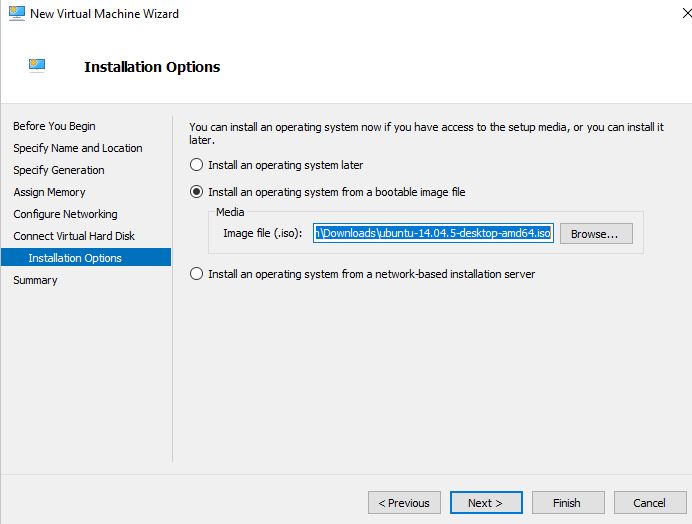 New Virtual Machine Wizard
Installation Options
Before You Begin
Specify Name and Location
Specify Generation
Assign Memory
Configure Networking
Connect Virtual Hard Disk
Installation Options
Summary
You can install an operating system now if you have access to the setup media, or you can install it
later.
Install an operating system later
Install an operating system from a bootable image file
Media
Image file (.iso): n\Downloads\ubuntu-14.04.5-desktop-amd64.iso Browse...
Install an operating system from a network-based installation server
< Previous Next > Finish Cancel